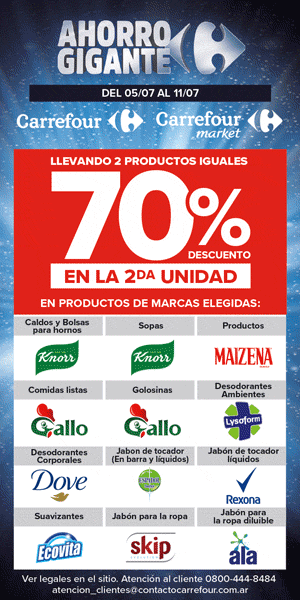 AHORRO
GIGANTE
DEL 05/07 AL 11/07
Carrefour
Carrefour
market
LLEVANDO 2 PRODUCTOS IGUALES
70%
DESCUENTO
EN LA 2DA UNIDAD
EN PRODUCTOS DE MARCAS ELEGIDAS:
Caldos y Bolsas
para hornos
Sopas
Productos
Knorr
Knorr
MAIZENA
Comidas listas
Golosinas
Desodorantes
Ambientes
Gallo
Gallo
Lysoform
Desodorantes
Corporales
Jabon de tocador
(En barra y líquidos)
Jabón de tocador
líquidos
Dove
ESPADOL
Rexona
Suavizantes
Jabón para la ropa
Jabón para
la ropa diluible
Ecovita
skip
ala
Ver legales en el sitio. Atención al cliente 0800-444-8484
atencion_clientes@contactocarrefour.com.ar